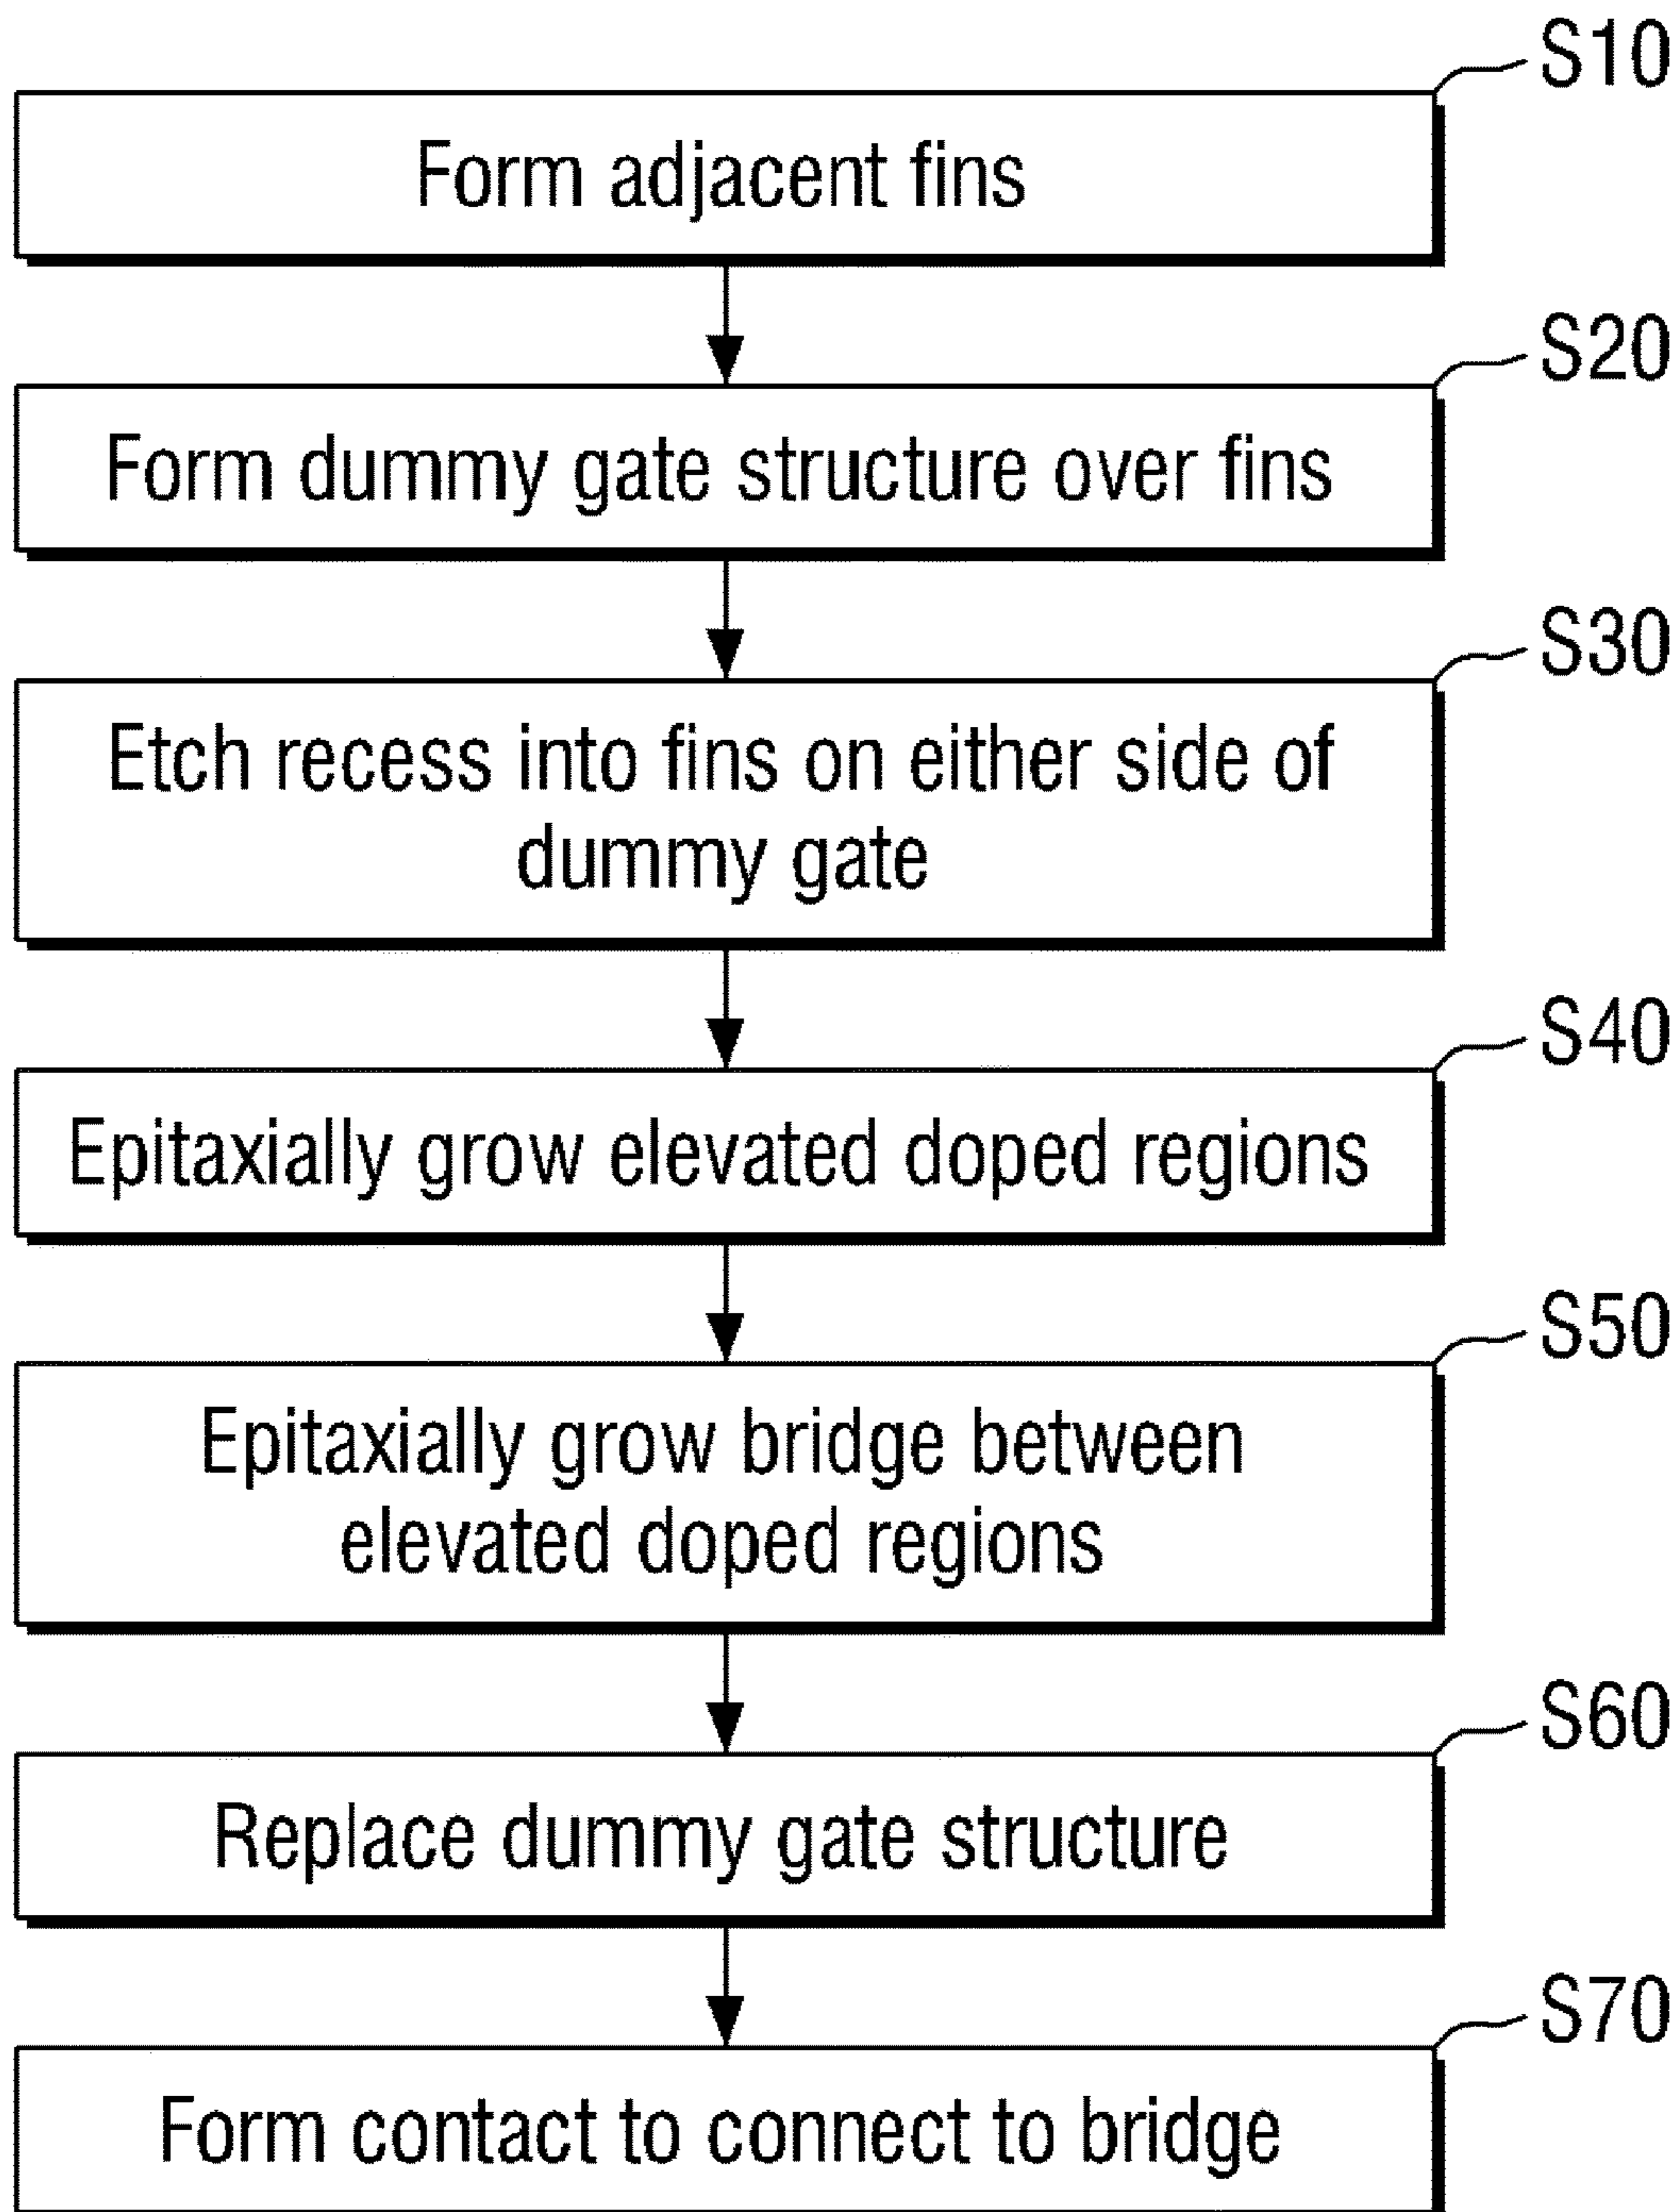 S10
Form adjacent fins
S20
Form dummy gate structure over fins
S30
Etch recess into fins on either side of
dummy gate
S40
Epitaxially grow elevated doped regions
S50
Epitaxially grow bridge between
elevated doped regions
S60
Replace dummy gate structure
S70
Form contact to connect to bridge